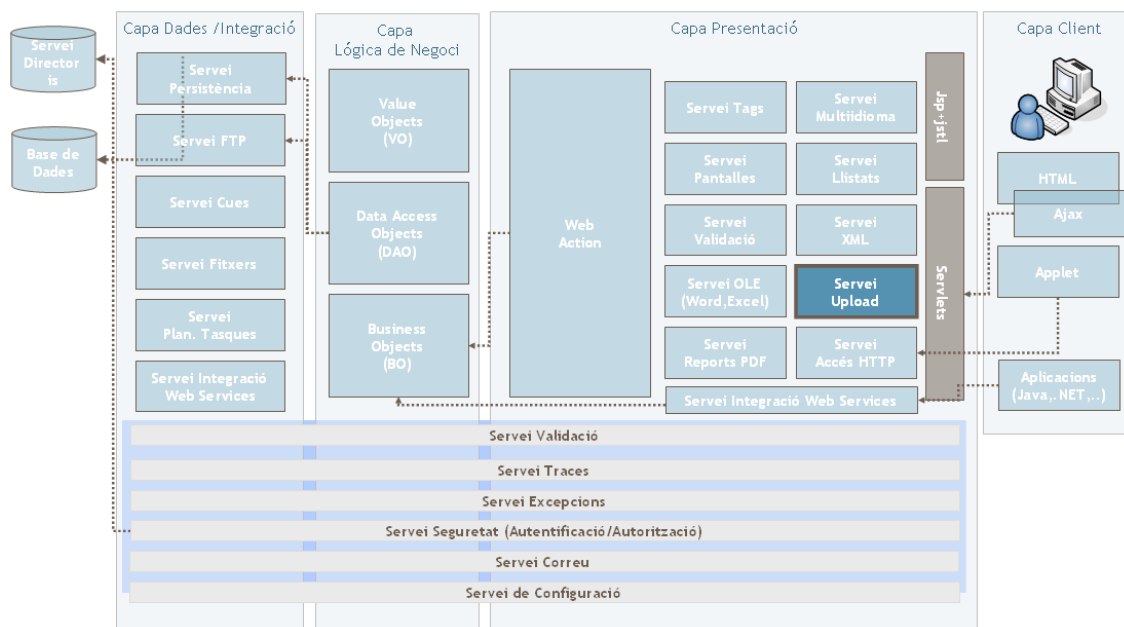 Servei
Director
is
Base de
Dades
Capa Dades /Integració
Servei
Persistència
Servei FTP
Servei Cues
Servei Fitxers
Servei
Plan. Tasques
Servei Integració
Web Services
Capa
Lógica de Negoci
Value
Objects
(VO)
Data Access
Objects
(DAO)
Business
Objects
(BO)
Capa Presentació
Web
Action
Servei Tags
Servei
Multiidioma
Servei
Pantalles
Servei
Llistats
Servei
Validació
Servei
XML
Servei OLE
(Word,Excel)
Servei
Upload
Servei
Reports PDF
Servei
Accés HTTP
Servei Integració Web Services
Jsp+jstl
Servlets
Capa Client
HTML
Ajax
Applet
Aplicacions
(Java,.NET,..)
Servei Validació
Servei Traces
Servei Excepcions
Servei Seguretat (Autentificació/Autorització)
Servei Correu
Servei de Configuració